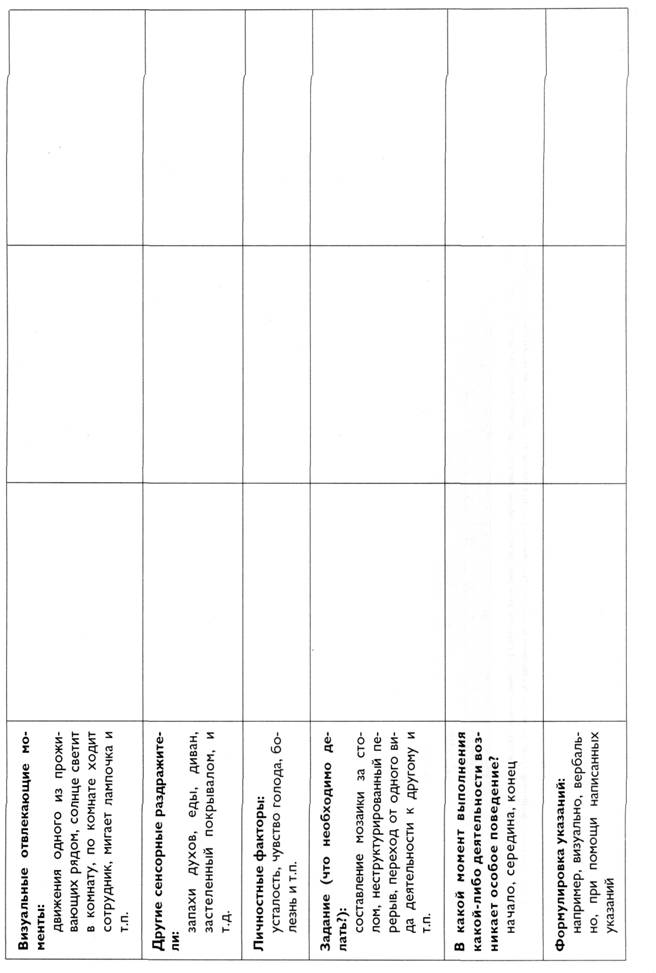 Визуальные отвлекающие мо-
менты:
движения одного из прожи-
вающих рядом, солнце светит
в комнату, по комнате ходит
сотрудник, мигает лампочка и
т.п.
Другие сенсорные раздражите-
ли:
запахи духов, еды, диван,
застеленный покрывалом, и
т.д.
Личностные факторы:
усталость, чувство голода, бо-
лезнь и т.п.
Задание (что необходимо де-
лать?):
составление мозаики за сто-
лом, неструктурированный пе-
рерыв, переход от одного ви-
да деятельности к другому и
т.п.
В какой момент выполнения
какой-либо деятельности воз-
никает особое поведение?
начало, середина, конец
Формулировка указаний:
например, визуально, вербаль-
но, при помощи написанных
указаний